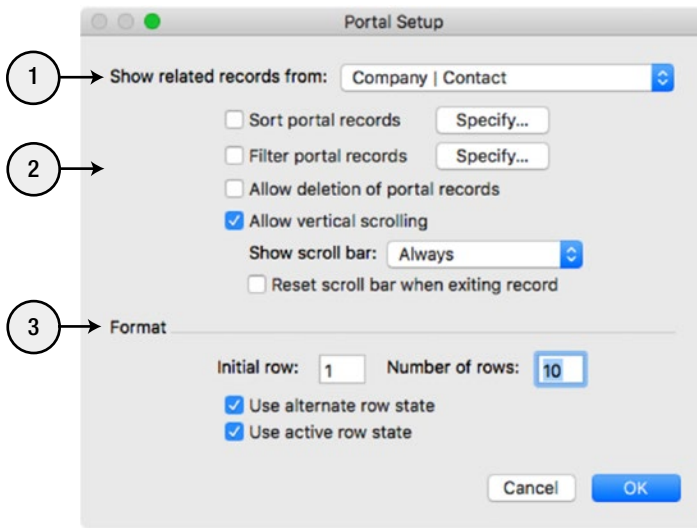 Portal Setup
1 Show related records from: Company | Contact
Sort portal records Specify...
2 Filter portal records Specify...
Allow deletion of portal records
Allow vertical scrolling
Show scroll bar: Always
Reset scroll bar when exiting record
3 Format
Initial row: 1 Number of rows: 10
Use alternate row state
Use active row state
Cancel OK